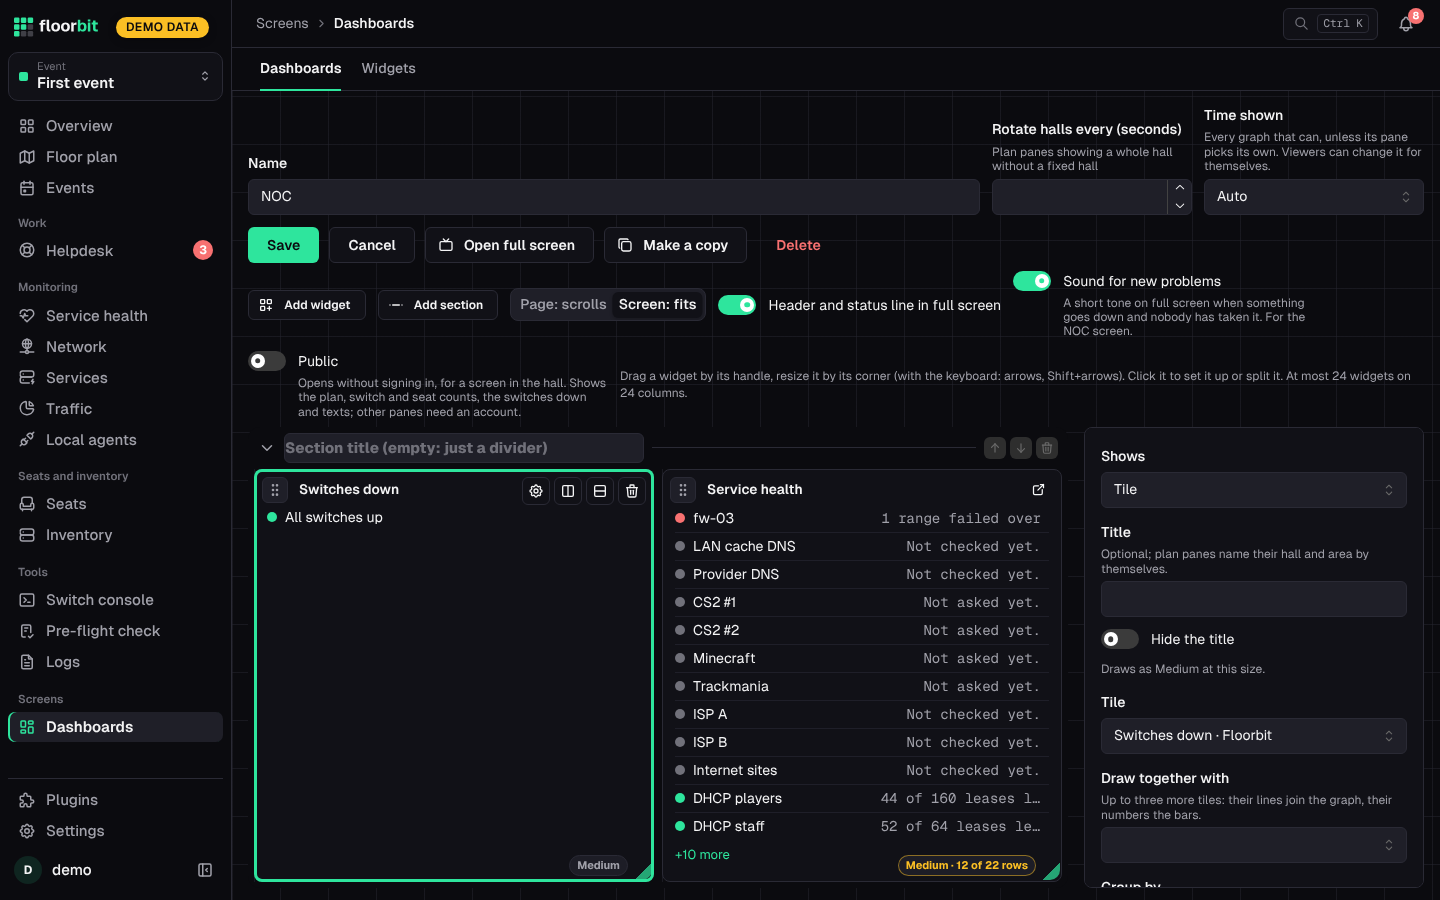 floorbit
DEMO DATA
Event
First event
Overview
Floor plan
Events
Work
Helpdesk
3
Monitoring
Service health
Network
Services
Traffic
Local agents
Seats and inventory
Seats
Inventory
Tools
Switch console
Pre-flight check
Logs
Screens
Dashboards
Plugins
Settings
D
demo
Screens
Dashboards
Ctrl K
8
Dashboards
Widgets
Name
NOC
Rotate halls every (seconds)
Plan panes showing a whole hall
without a fixed hall
Time shown
Every graph that can, unless its pane
picks its own. Viewers can change it for
themselves.
Auto
Save
Cancel
Open full screen
Make a copy
Delete
Add widget
Add section
Page: scrolls
Screen: fits
Header and status line in full screen
Sound for new problems
A short tone on full screen when something
goes down and nobody has taken it. For the
NOC screen.
Public
Opens without signing in, for a screen in the hall. Shows
the plan, switch and seat counts, the switches down
and texts; other panes need an account.
Drag a widget by its handle, resize it by its corner (with the keyboard: arrows, Shift+arrows). Click it to set it up or split it. At most 24 widgets on
24 columns.
Section title (empty: just a divider)
Switches down
All switches up
Medium
Service health
fw-03 1 range failed over
LAN cache DNS Not checked yet.
Provider DNS Not checked yet.
CS2 #1 Not asked yet.
CS2 #2 Not asked yet.
Minecraft Not asked yet.
Trackmania Not asked yet.
ISP A Not checked yet.
ISP B Not checked yet.
Internet sites Not checked yet.
DHCP players 44 of 160 leases l…
DHCP staff 52 of 64 leases le…
+10 more
Medium · 12 of 22 rows
Shows
Tile
Title
Optional; plan panes name their hall and area by
themselves.
Hide the title
Draws as Medium at this size.
Tile
Switches down · Floorbit
Draw together with
Up to three more tiles: their lines join the graph, their
numbers the bars.
Group by